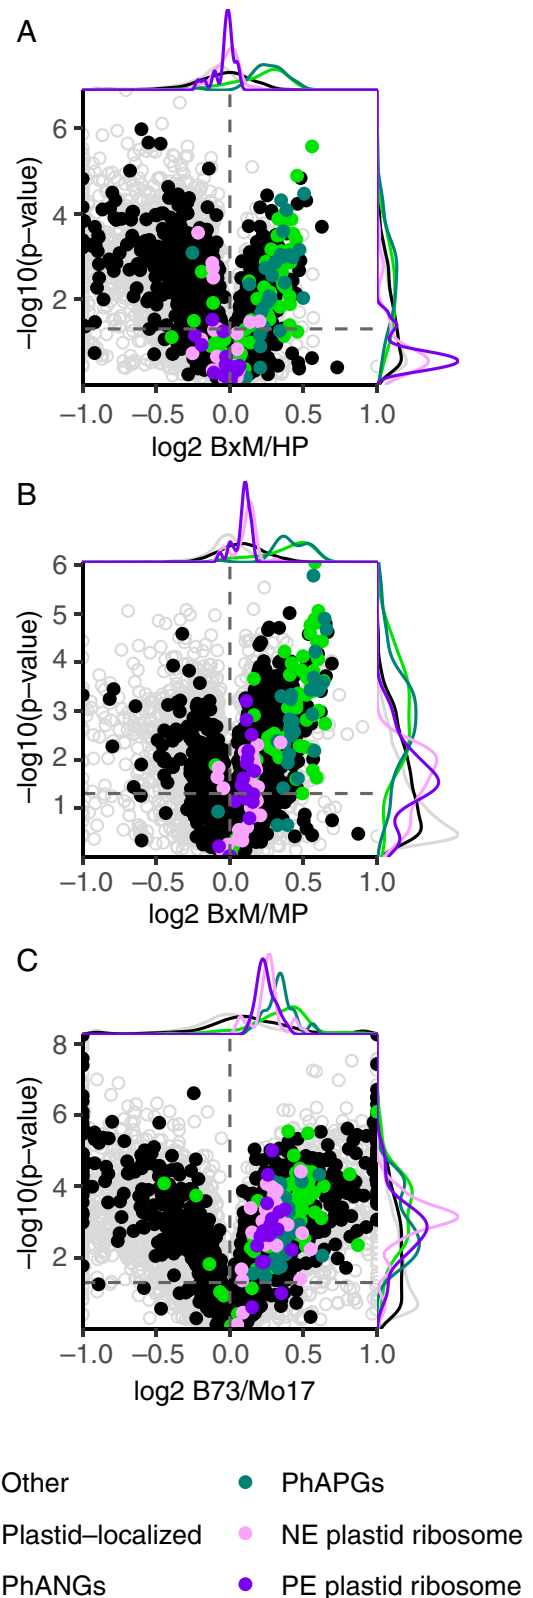 A
−log10(p−value)
6
4
2
−1.0 −0.5 0.0 0.5 1.0
log2 BxM/HP
B
−log10(p−value)
6
5
4
3
2
1
−1.0 −0.5 0.0 0.5 1.0
log2 BxM/MP
C
−log10(p−value)
8
6
4
2
−1.0 −0.5 0.0 0.5 1.0
log2 B73/Mo17
Other
PhAPGs
Plastid−localized
NE plastid ribosome
PhANGs
PE plastid ribosome